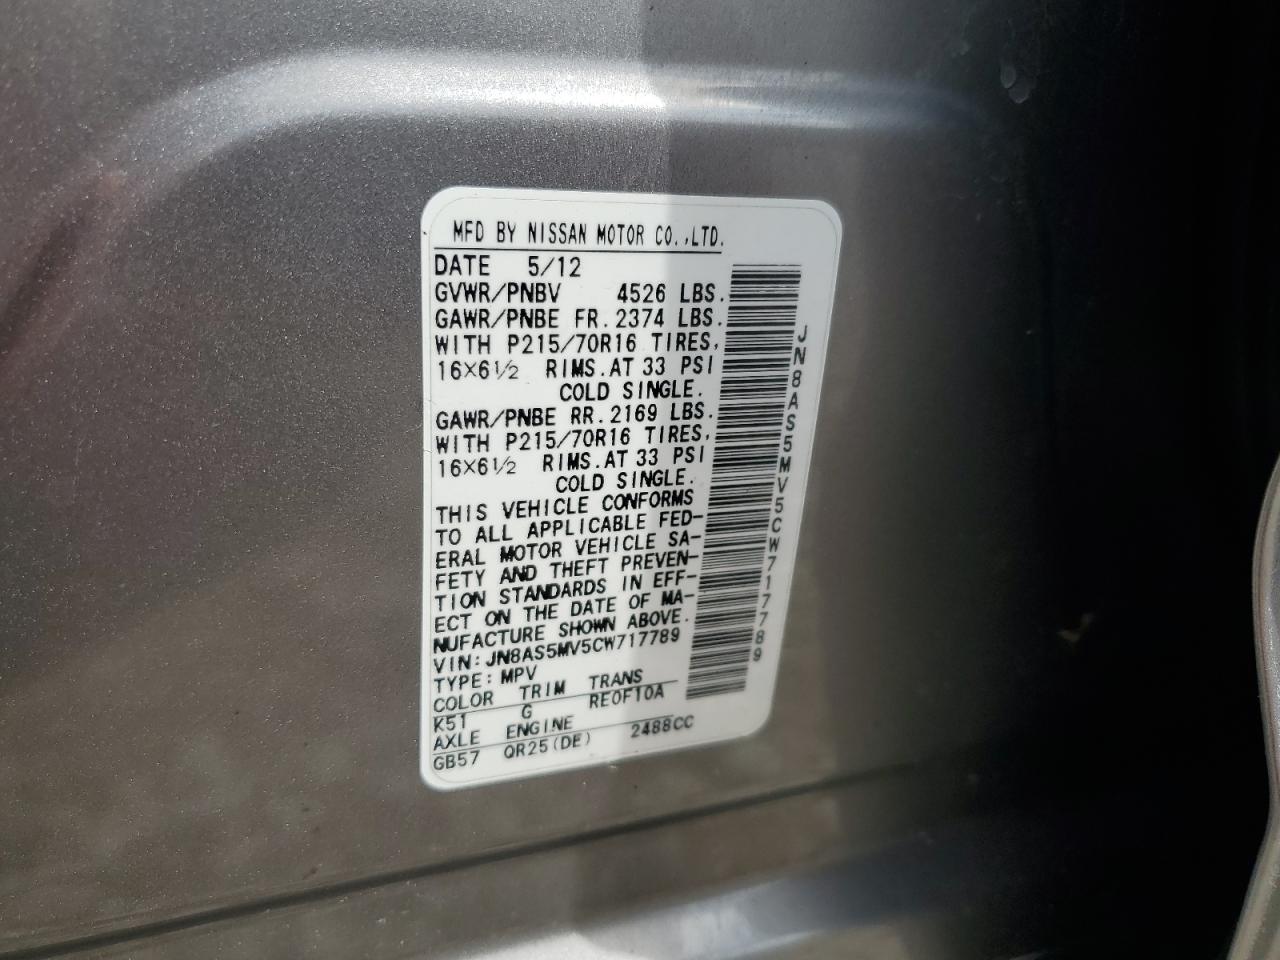 MFD BY NISSAN MOTOR CO.,LTD.
DATE 5/12
GVWR/PNBV 4526 LBS.
GAWR/PNBE FR. 2374 LBS.
WITH P215/70R16 TIRES,
16×6½ RIMS. AT 33 PSI
COLD SINGLE.
GAWR/PNBE RR. 2169 LBS.
WITH P215/70R16 TIRES,
16×6½ RIMS. AT 33 PSI
COLD SINGLE.
THIS VEHICLE CONFORMS
TO ALL APPLICABLE FED-
ERAL MOTOR VEHICLE SA-
FETY AND THEFT PREVEN-
TION STANDARDS IN EFF-
ECT ON THE DATE OF MA-
NUFACTURE SHOWN ABOVE.
VIN: JN8AS5MV5CW717789
TYPE: MPV
COLOR TRIM TRANS
K51 G RE0F10A
AXLE ENGINE
GB57 QR25(DE) 2488CC
JN8AS5MV5CW717789